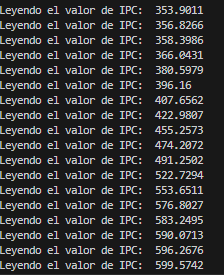 Leyendo el valor de IPC:  353.9011
Leyendo el valor de IPC:  356.8266
Leyendo el valor de IPC:  358.3986
Leyendo el valor de IPC:  366.0431
Leyendo el valor de IPC:  380.5979
Leyendo el valor de IPC:  396.16
Leyendo el valor de IPC:  407.6562
Leyendo el valor de IPC:  422.9807
Leyendo el valor de IPC:  455.2573
Leyendo el valor de IPC:  474.2072
Leyendo el valor de IPC:  491.2502
Leyendo el valor de IPC:  522.7294
Leyendo el valor de IPC:  553.6511
Leyendo el valor de IPC:  576.8027
Leyendo el valor de IPC:  583.2495
Leyendo el valor de IPC:  590.0713
Leyendo el valor de IPC:  596.2676
Leyendo el valor de IPC:  599.5742